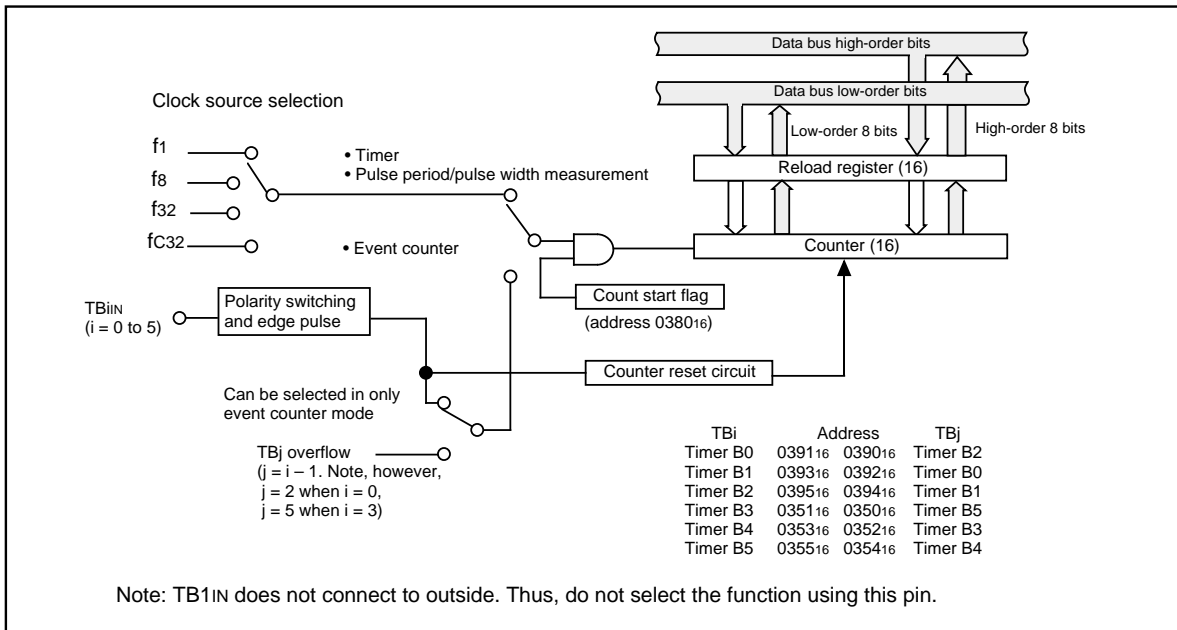 Data bus high-order bits
Data bus low-order bits
Clock source selection
Low-order 8 bits
High-order 8 bits
f1
f8
f32
fC32
• Timer
• Pulse period/pulse width measurement
Reload register (16)
• Event counter
Counter (16)
Count start flag
(address 038016)
TBiIN
(i = 0 to 5)
Polarity switching
and edge pulse
Counter reset circuit
Can be selected in only
event counter mode
TBj overflow
(j = i – 1. Note, however,
j = 2 when i = 0,
j = 5 when i = 3)
TBi Address TBj
Timer B0 039116 039016 Timer B2
Timer B1 039316 039216 Timer B0
Timer B2 039516 039416 Timer B1
Timer B3 035116 035016 Timer B5
Timer B4 035316 035216 Timer B3
Timer B5 035516 035416 Timer B4
Note: TB1IN does not connect to outside. Thus, do not select the function using this pin.